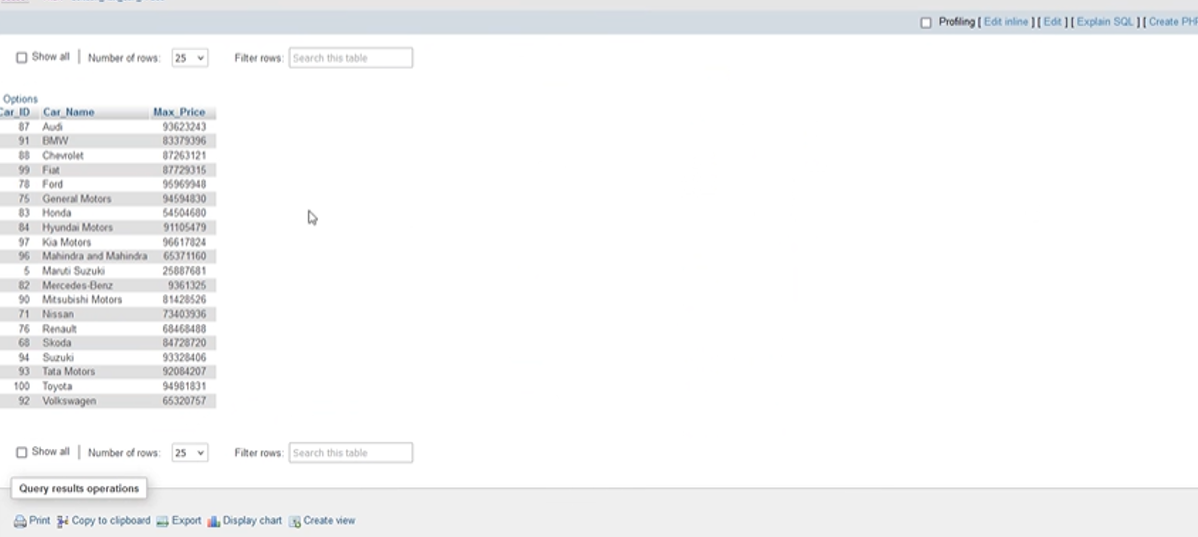 Profiling [ Edit inline ] [ Edit ] [ Explain SQL ] [ Create PHP
Show all | Number of rows: 25 Filter rows: Search this table
Options
Car_ID Car_Name Max_Price
87 Audi 93623243
91 BMW 83379396
88 Chevrolet 87263121
99 Fiat 87729315
78 Ford 95969948
75 General Motors 94594830
83 Honda 54504680
84 Hyundai Motors 91105479
97 Kia Motors 96617824
96 Mahindra and Mahindra 65371160
5 Maruti Suzuki 25887681
82 Mercedes-Benz 9361325
90 Mitsubishi Motors 81428526
71 Nissan 73403936
76 Renault 68468488
68 Skoda 84728720
94 Suzuki 93328406
93 Tata Motors 92084207
100 Toyota 94981831
92 Volkswagen 65320757
Show all | Number of rows: 25 Filter rows: Search this table
Query results operations
Print Copy to clipboard Export Display chart Create view